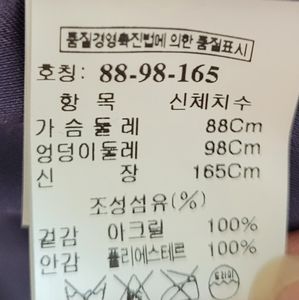 품질경영촉진법에 의한 품질표시
호칭: 88-98-165
항 목 신체치수
가 슴 둘 레 88Cm
엉덩이둘레 98Cm
신 장 165Cm
조성섬유(%)
겉감 아크릴 100%
안감 폴리에스테르 100%
드라이